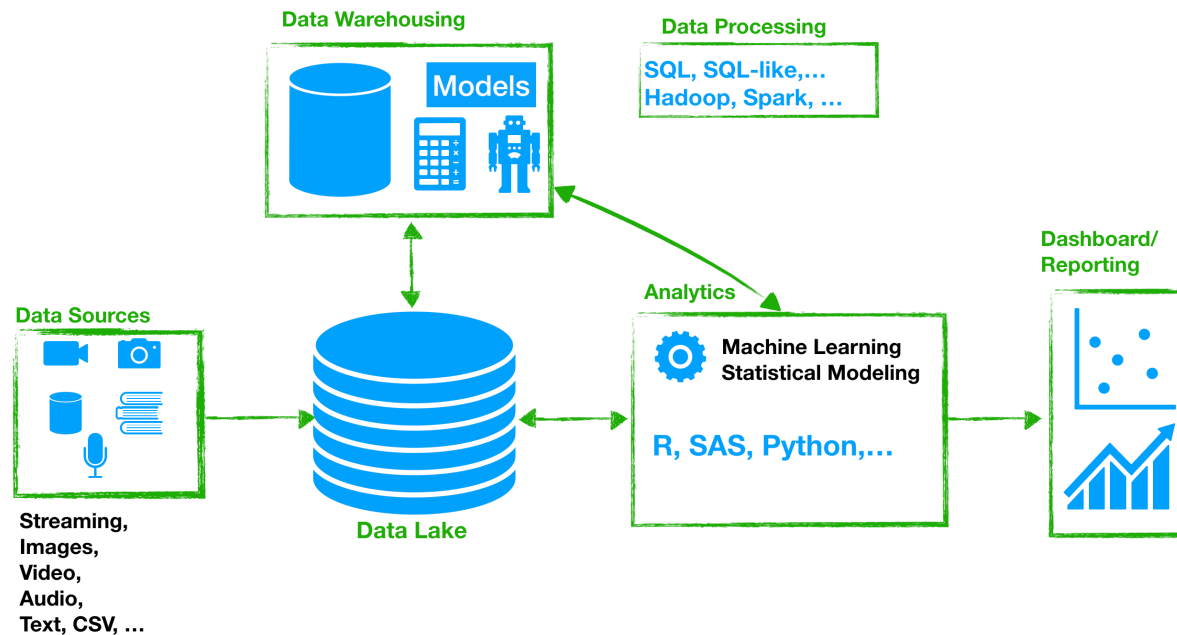 Data Warehousing
Models
Data Processing
SQL, SQL-like,...
Hadoop, Spark, ...
Data Sources
Streaming,
Images,
Video,
Audio,
Text, CSV, ...
Data Lake
Analytics
Machine Learning
Statistical Modeling
R, SAS, Python,...
Dashboard/
Reporting